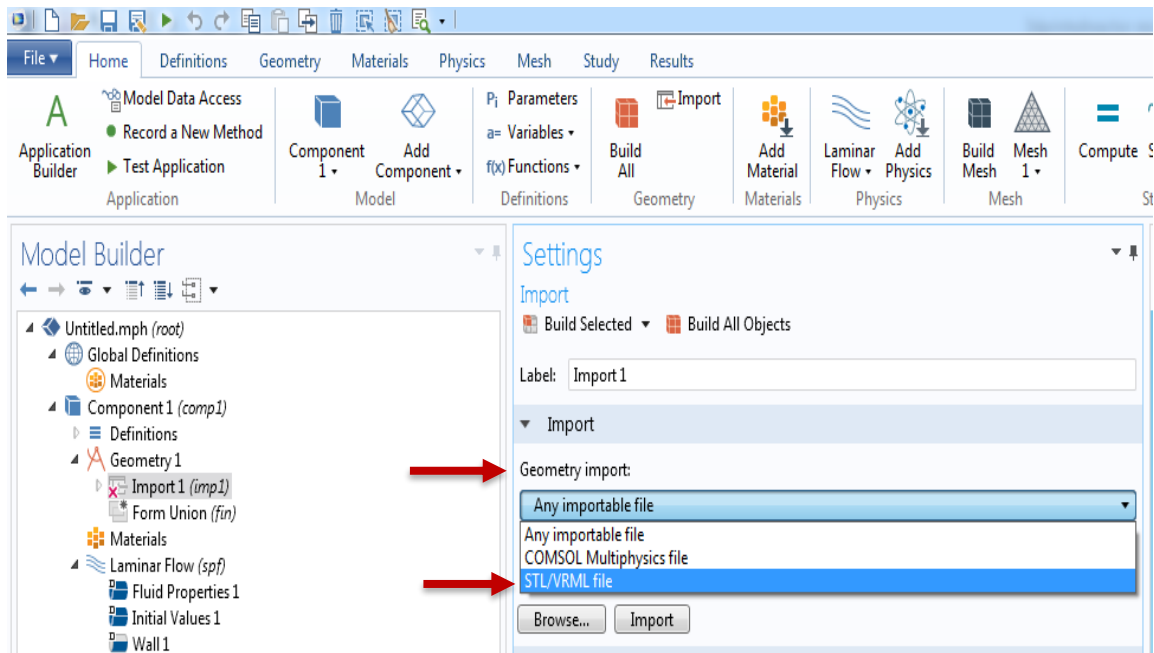 File
Home Definitions Geometry Materials Physics Mesh Study Results
Model Data Access Pi Parameters Import
Record a New Method a= Variables
Application Builder Test Application Component 1 Add Component f(x) Functions Build All Add Material Laminar Flow Add Physics Build Mesh Mesh 1 Compute
Application Model Definitions Geometry Materials Physics Mesh
Model Builder
Untitled.mph (root)
Global Definitions
Materials
Component 1 (comp1)
Definitions
Geometry 1
Import 1 (imp1)
Form Union (fin)
Materials
Laminar Flow (spf)
Fluid Properties 1
Initial Values 1
Wall 1
Settings
Import
Build Selected Build All Objects
Label: Import 1
Import
Geometry import:
Any importable file
Any importable file
COMSOL Multiphysics file
STL/VRML file
Browse... Import